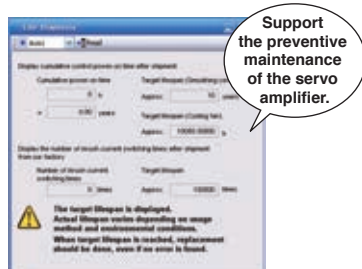 Life Diagnosis
Axis1
Read
Support
the preventive
maintenance
of the servo
amplifier.
Display cumulative control power-on time after shipment
Cumulative power on time
Target lifespan (Smoothing
0 h
Approx. 10 years
= 0.00 years
Target lifespan (Cooling fan)
Approx. h
Display the number of inrush current switching times after shipment
from our factory
Number of inrush current
switching times
Target lifespan
0 times
Approx. 100000 times
The target lifespan is displayed.
Actual lifespan varies depending on usage
method and environmental conditions.
When target lifespan is reached, replacement
should be done, even if no error is found.